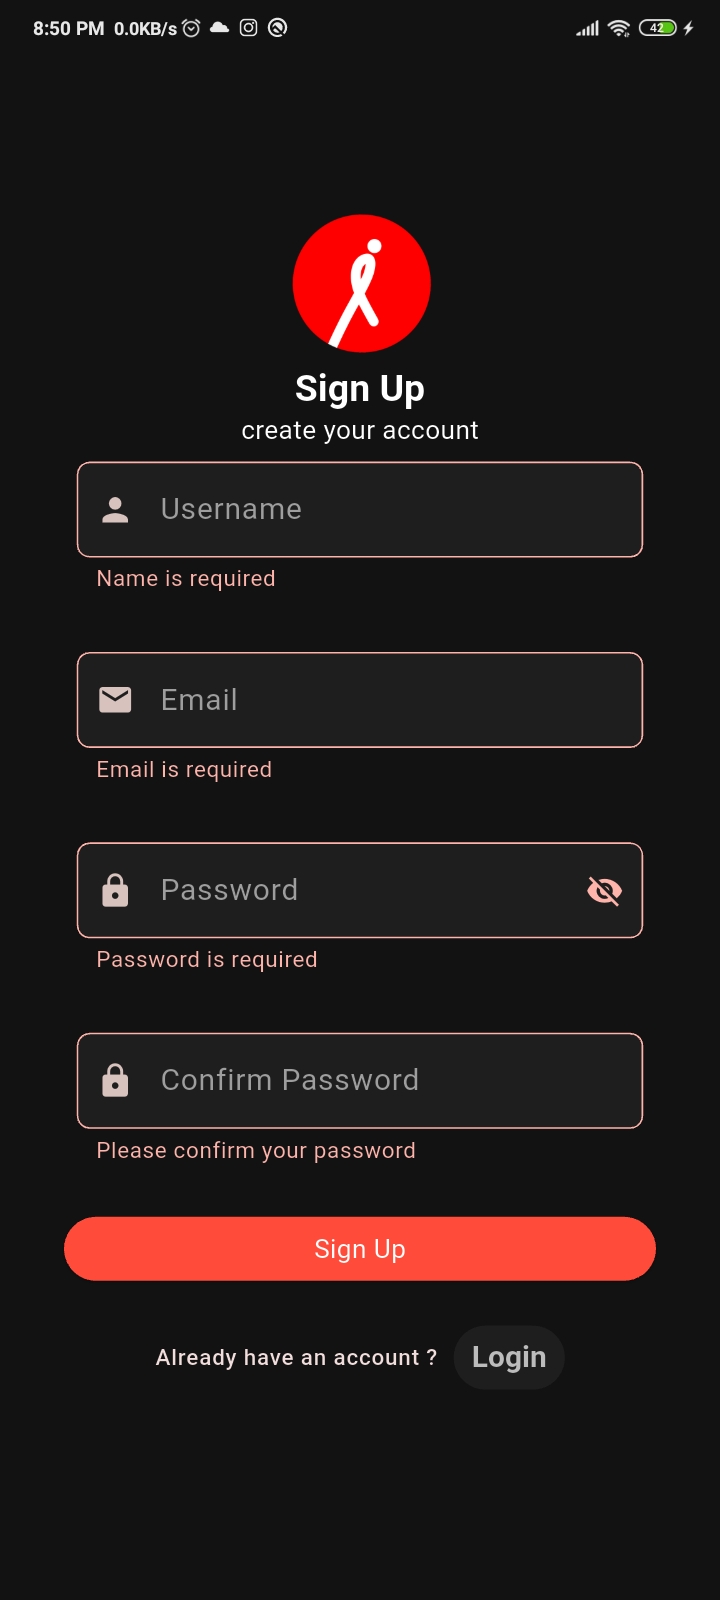 8:50 PM 0.0KB/s 42
Sign Up
create your account
Username
Name is required
Email
Email is required
Password
Password is required
Confirm Password
Please confirm your password
Sign Up
Already have an account ? Login